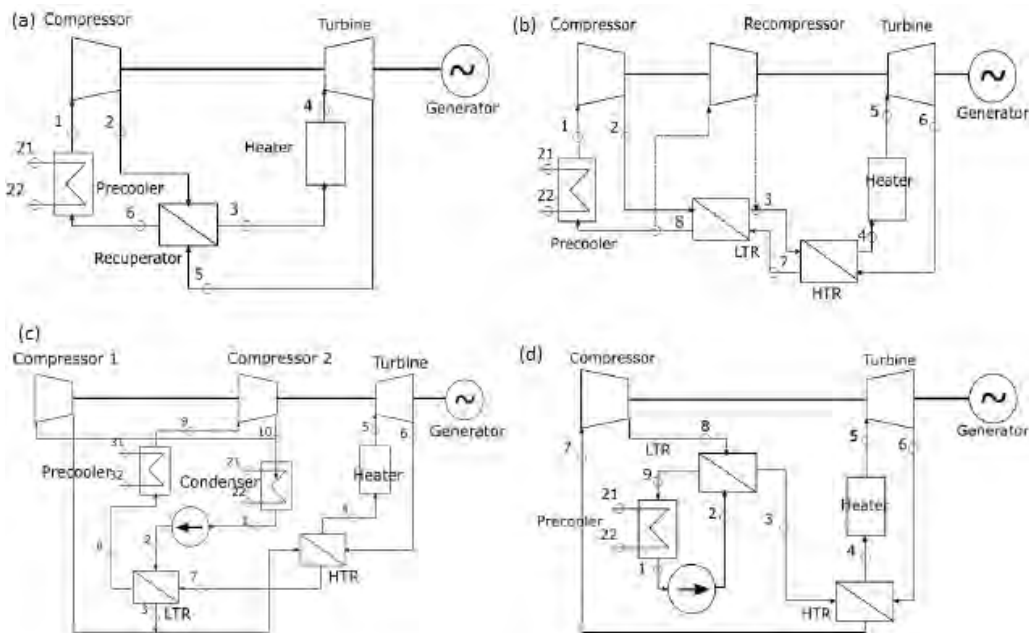 (a)
Compressor
Turbine
Generator
1
2
4
Heater
21
22
Precooler
6
3
Recuperator
5
(b)
Compressor
Recompressor
Turbine
Generator
1
2
5
6
21
22
Heater
3
8
4
Precooler
LTR
7
HTR
(c)
Compressor 1
Compressor 2
Turbine
Generator
9
10
5
6
31
32
Precooler
21
22
Condenser
Heater
2
7
3
LTR
HTR
(d)
Compressor
Turbine
Generator
7
8
5
6
LTR
9
21
22
Precooler
2
3
Heater
1
4
HTR